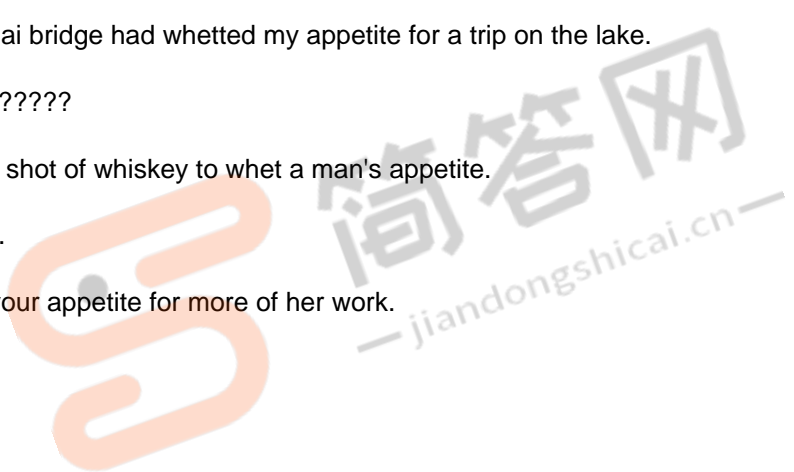 ai bridge had whetted my appetite for a trip on the lake.
?????
shot of whiskey to whet a man's appetite.
.
your appetite for more of her work.
简答网
jiandongshicai.cn